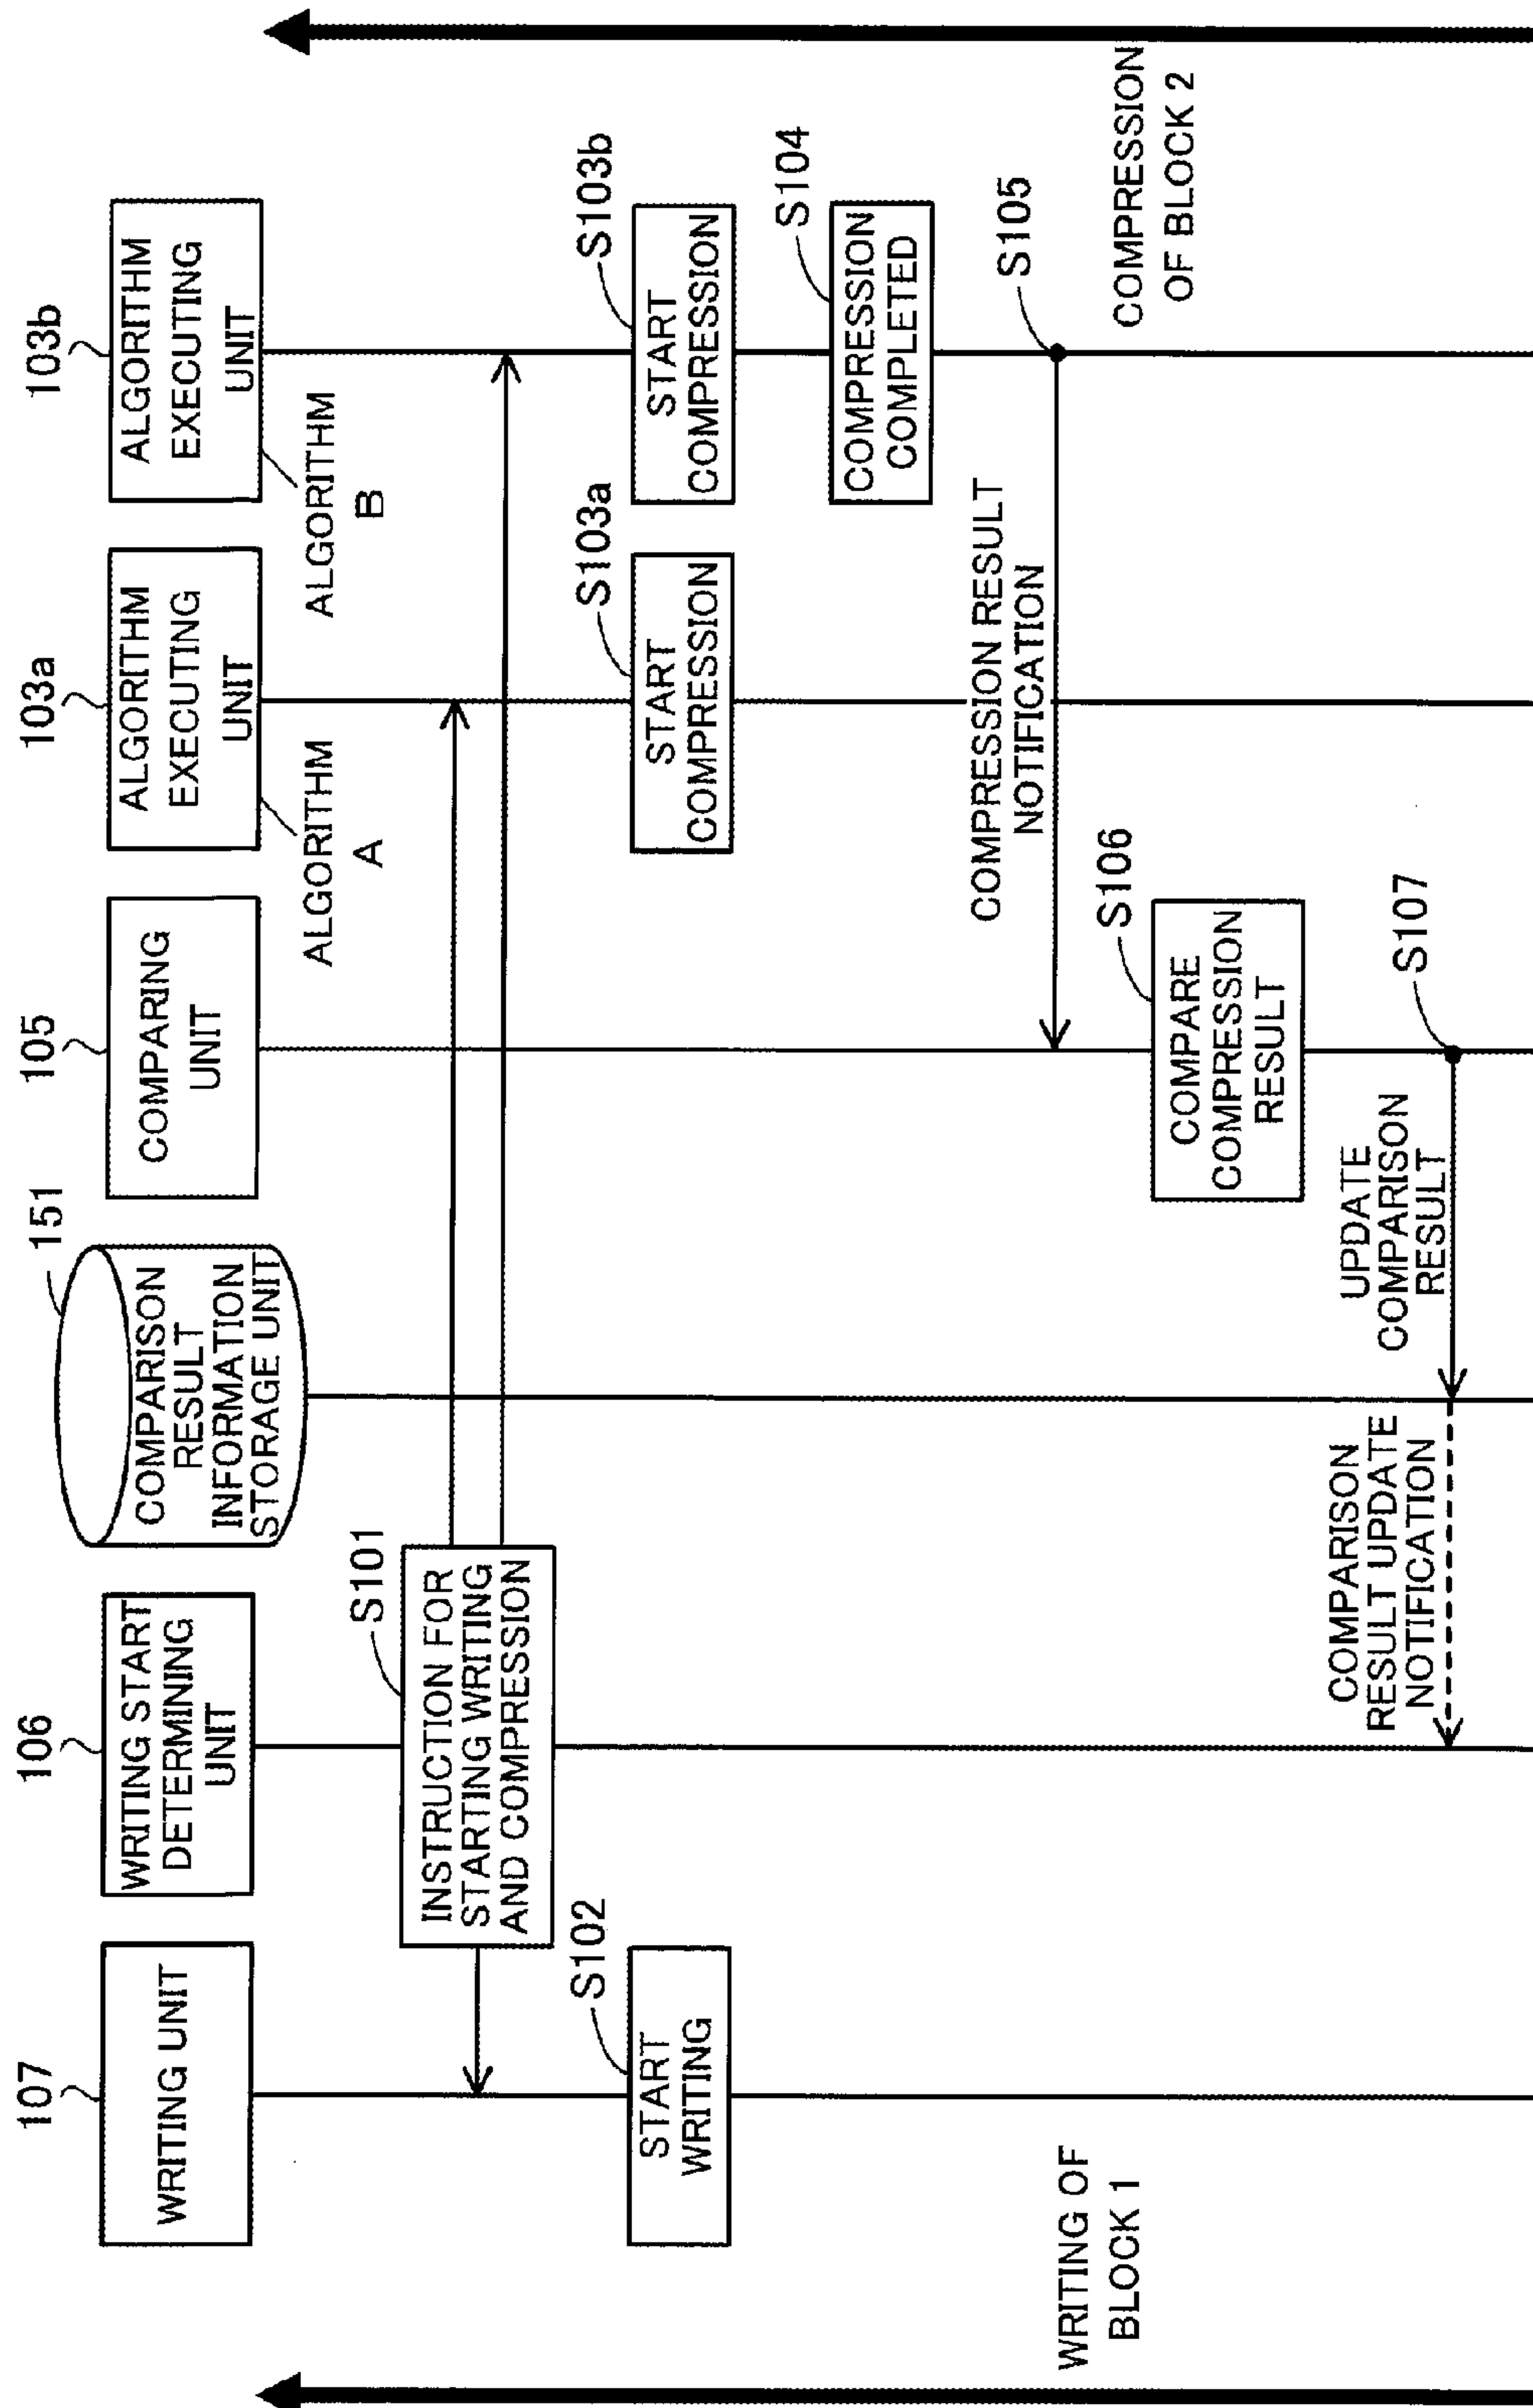 107
WRITING UNIT
106
WRITING START
DETERMINING
UNIT
151
COMPARISON
RESULT
INFORMATION
STORAGE UNIT
105
COMPARING
UNIT
103a
ALGORITHM
EXECUTING
UNIT
ALGORITHM
A
103b
ALGORITHM
EXECUTING
UNIT
ALGORITHM
B
S101
INSTRUCTION FOR
STARTING WRITING
AND COMPRESSION
S102
START
WRITING
S103a
START
COMPRESSION
S103b
START
COMPRESSION
S104
COMPRESSION
COMPLETED
S105
COMPRESSION RESULT
NOTIFICATION
WRITING OF
BLOCK 1
COMPRESSION
OF BLOCK 2
S106
COMPARE
COMPRESSION
RESULT
S107
UPDATE
COMPARISON
RESULT
COMPARISON
RESULT UPDATE
NOTIFICATION